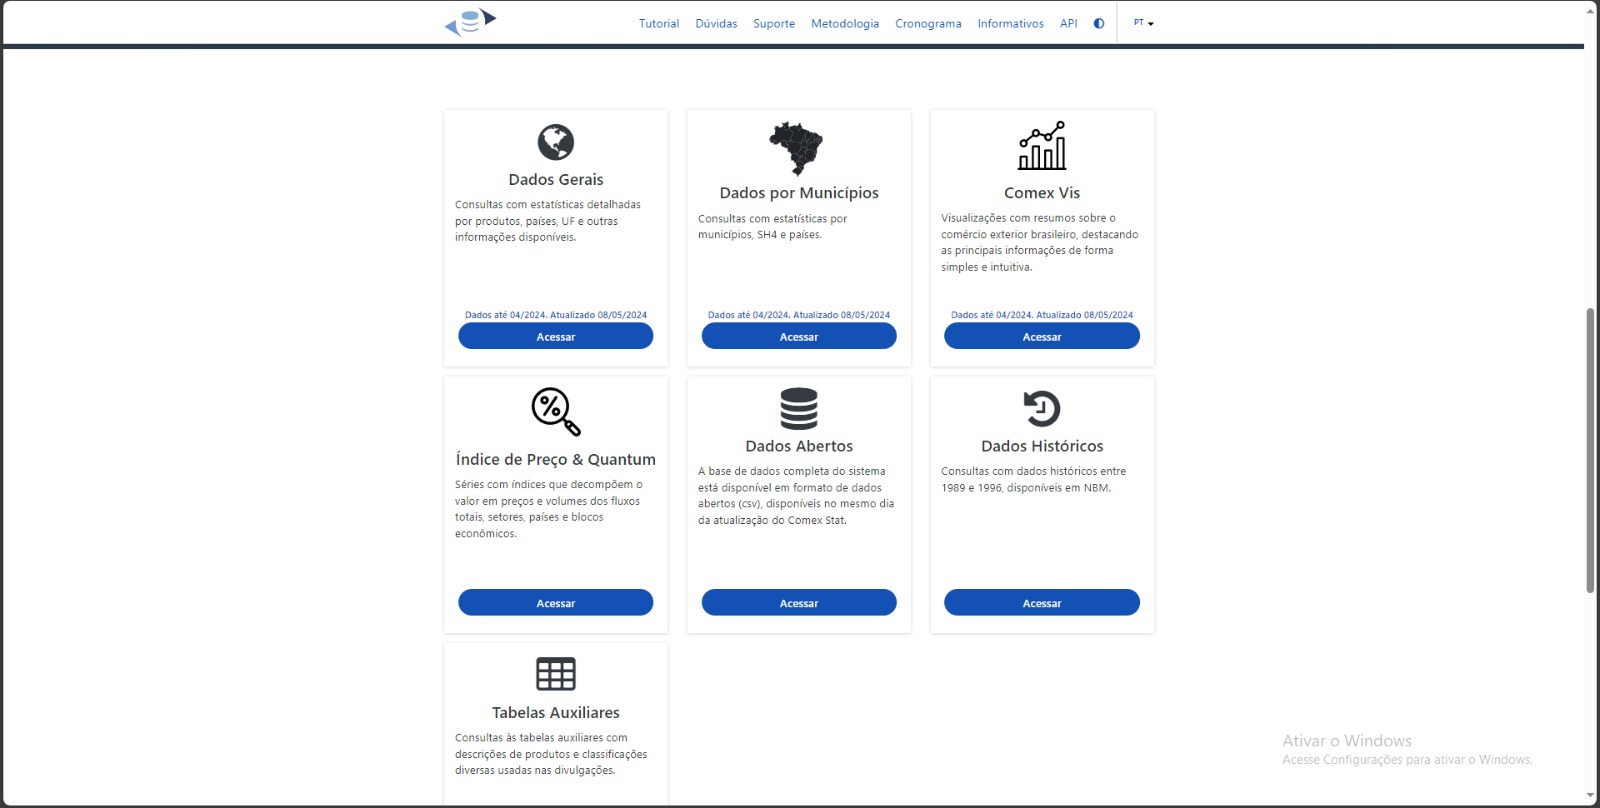 Tutorial Dúvidas Suporte Metodologia Cronograma Informativos API PT
Dados Gerais
Consultas com estatísticas detalhadas
por produtos, países, UF e outras
informações disponíveis.
Dados até 04/2024. Atualizado 08/05/2024
Acessar
Dados por Municípios
Consultas com estatísticas por
municípios, SH4 e países.
Dados até 04/2024. Atualizado 08/05/2024
Acessar
Comex Vis
Visualizações com resumos sobre o
comércio exterior brasileiro, destacando
as principais informações de forma
simples e intuitiva.
Dados até 04/2024. Atualizado 08/05/2024
Acessar
%
Índice de Preço & Quantum
Séries com índices que decompõem o
valor em preços e volumes dos fluxos
totais, setores, países e blocos
econômicos.
Acessar
Dados Abertos
A base de dados completa do sistema
está disponível em formato de dados
abertos (csv), disponíveis no mesmo dia
da atualização do Comex Stat.
Acessar
Dados Históricos
Consultas com dados históricos entre
1989 e 1996, disponíveis em NBM.
Acessar
Tabelas Auxiliares
Consultas às tabelas auxiliares com
descrições de produtos e classificações
diversas usadas nas divulgações.
Ativar o Windows
Acesse Configurações para ativar o Windows.